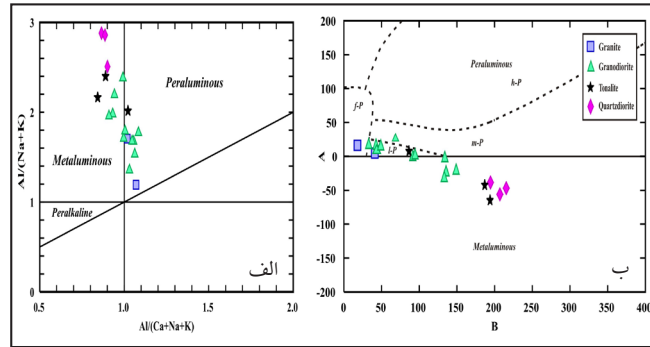 3
2
1
0
0.5
1.0
1.5
2.0
Al/(Na+K)
Al/(Ca+Na+K)
Peraluminous
Metaluminous
Peralkaline
الف
200
150
100
50
0
-50
-100
-150
-200
0
50
100
150
200
300
400
A
B
Peraluminous
h-P
f-P
m-P
l-P
Metaluminous
Granite
Granodiorite
Tonalite
Quartzdiorite
ب